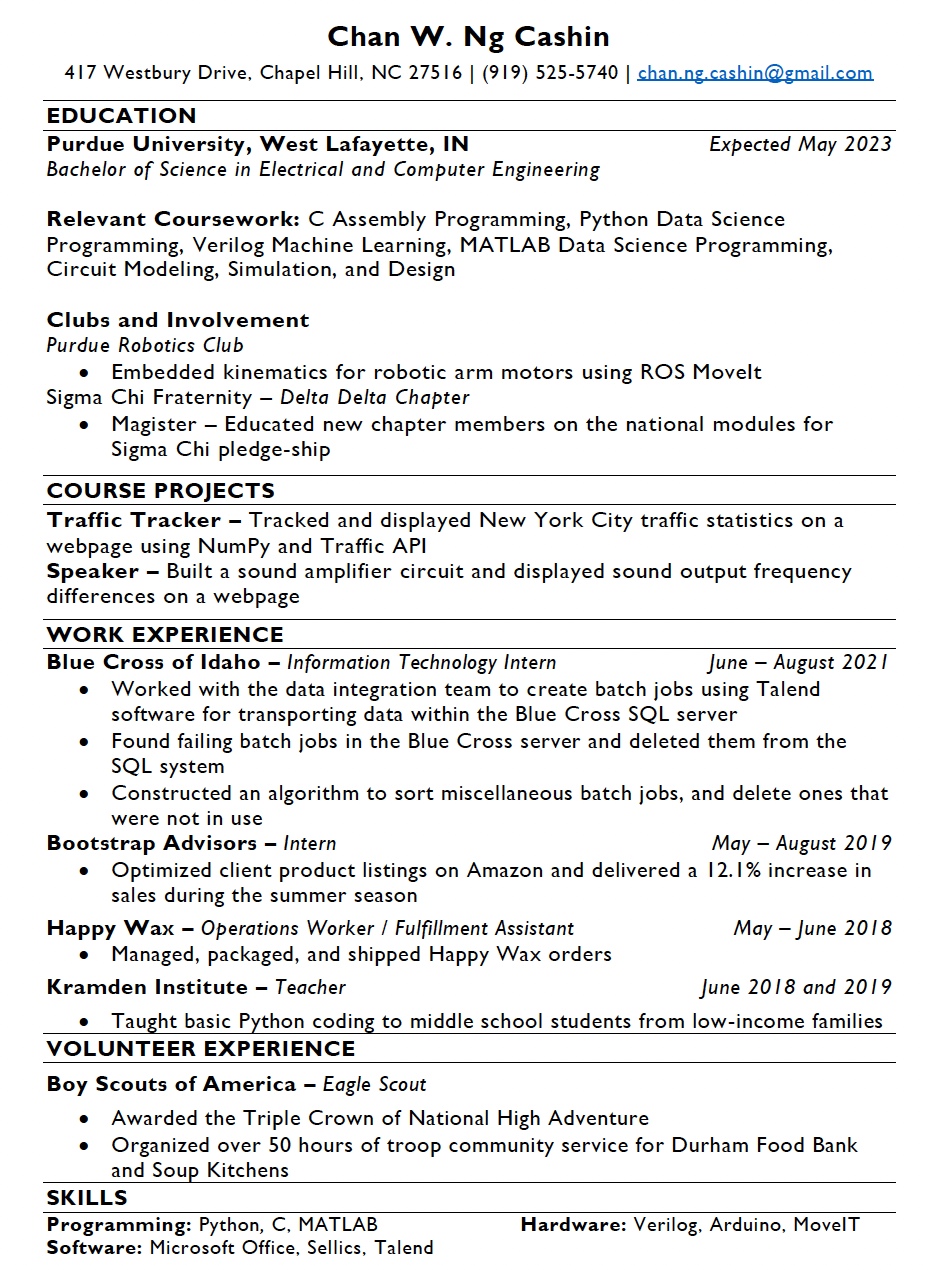 Chan W. Ng Cashin
417 Westbury Drive, Chapel Hill, NC 27516 | (919) 525-5740 | chan.ng.cashin@gmail.com
EDUCATION
Purdue University, West Lafayette, IN Expected May 2023
Bachelor of Science in Electrical and Computer Engineering
Relevant Coursework: C Assembly Programming, Python Data Science
Programming, Verilog Machine Learning, MATLAB Data Science Programming,
Circuit Modeling, Simulation, and Design
Clubs and Involvement
Purdue Robotics Club
• Embedded kinematics for robotic arm motors using ROS MoveIt
Sigma Chi Fraternity – Delta Delta Chapter
• Magister – Educated new chapter members on the national modules for
Sigma Chi pledge-ship
COURSE PROJECTS
Traffic Tracker – Tracked and displayed New York City traffic statistics on a
webpage using NumPy and Traffic API
Speaker – Built a sound amplifier circuit and displayed sound output frequency
differences on a webpage
WORK EXPERIENCE
Blue Cross of Idaho – Information Technology Intern June – August 2021
• Worked with the data integration team to create batch jobs using Talend
software for transporting data within the Blue Cross SQL server
• Found failing batch jobs in the Blue Cross server and deleted them from the
SQL system
• Constructed an algorithm to sort miscellaneous batch jobs, and delete ones that
were not in use
Bootstrap Advisors – Intern May – August 2019
• Optimized client product listings on Amazon and delivered a 12.1% increase in
sales during the summer season
Happy Wax – Operations Worker / Fulfillment Assistant May – June 2018
• Managed, packaged, and shipped Happy Wax orders
Kramden Institute – Teacher June 2018 and 2019
• Taught basic Python coding to middle school students from low-income families
VOLUNTEER EXPERIENCE
Boy Scouts of America – Eagle Scout
• Awarded the Triple Crown of National High Adventure
• Organized over 50 hours of troop community service for Durham Food Bank
and Soup Kitchens
SKILLS
Programming: Python, C, MATLAB Hardware: Verilog, Arduino, MoveIT
Software: Microsoft Office, Sellics, Talend